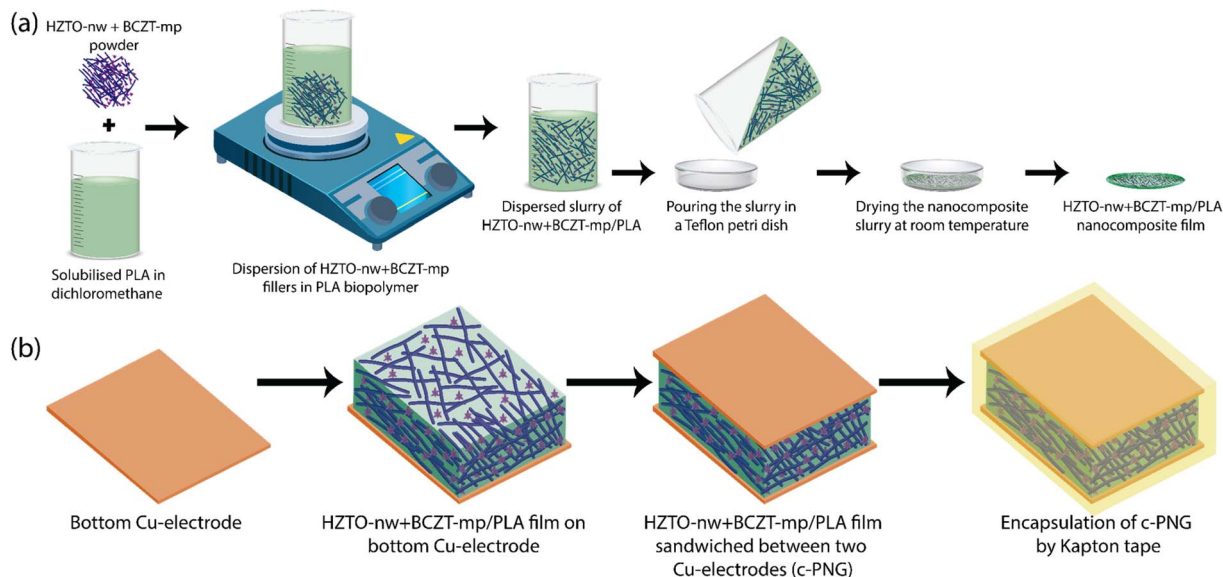 (a)
HZTO-nw + BCZT-mp
powder
+
Solubilised PLA in
dichloromethane
Dispersion of HZTO-nw+BCZT-mp
fillers in PLA biopolymer
Dispersed slurry of
HZTO-nw+BCZT-mp/PLA
Pouring the slurry in
a Teflon petri dish
Drying the nanocomposite
slurry at room temperature
HZTO-nw+BCZT-mp/PLA
nanocomposite film
(b)
Bottom Cu-electrode
HZTO-nw+BCZT-mp/PLA film on
bottom Cu-electrode
HZTO-nw+BCZT-mp/PLA film
sandwiched between two
Cu-electrodes (c-PNG)
Encapsulation of c-PNG
by Kapton tape